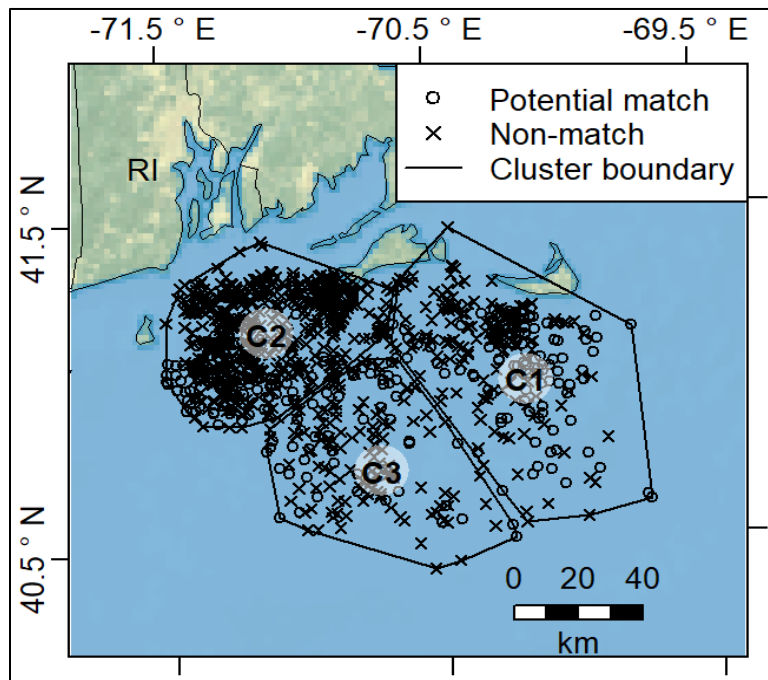 -71.5 ° E -70.5 ° E -69.5 ° E
Potential match
Non-match
Cluster boundary
RI
41.5 ° N
C2
C1
C3
40.5 ° N
0 20 40
km